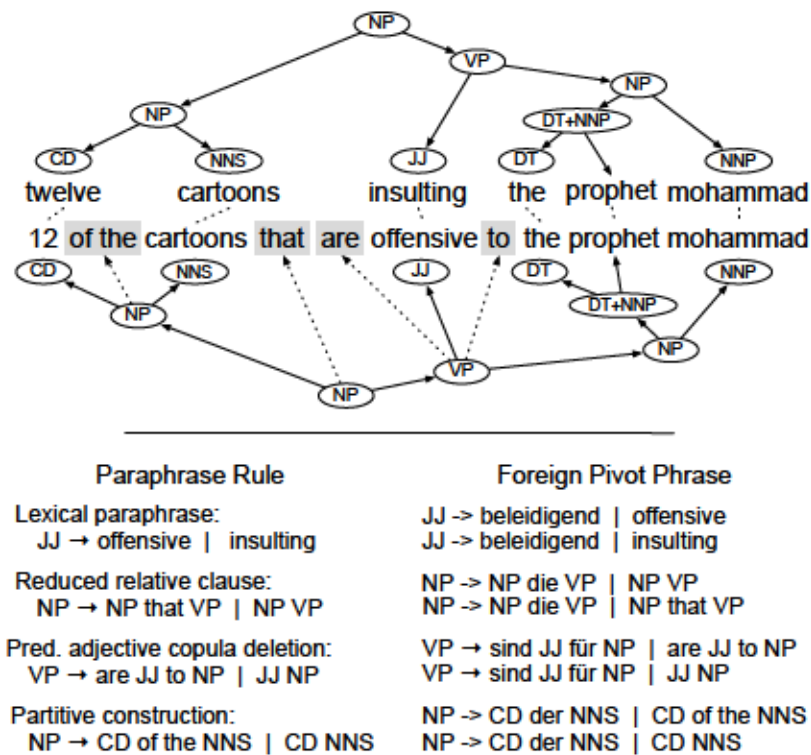 NP
VP
NP
NP
DT+NNP
CD NNS JJ DT NNP
twelve cartoons insulting the prophet mohammad
12 of the cartoons that are offensive to the prophet mohammad
CD NNS JJ DT NNP
NP DT+NNP
NP
VP
NP
Paraphrase Rule Foreign Pivot Phrase
Lexical paraphrase: JJ -> beleidigend | offensive
JJ → offensive | insulting JJ -> beleidigend | insulting
Reduced relative clause: NP -> NP die VP | NP VP
NP → NP that VP | NP VP NP -> NP die VP | NP that VP
Pred. adjective copula deletion: VP → sind JJ für NP | are JJ to NP
VP → are JJ to NP | JJ NP VP → sind JJ für NP | JJ NP
Partitive construction: NP -> CD der NNS | CD of the NNS
NP → CD of the NNS | CD NNS NP -> CD der NNS | CD NNS